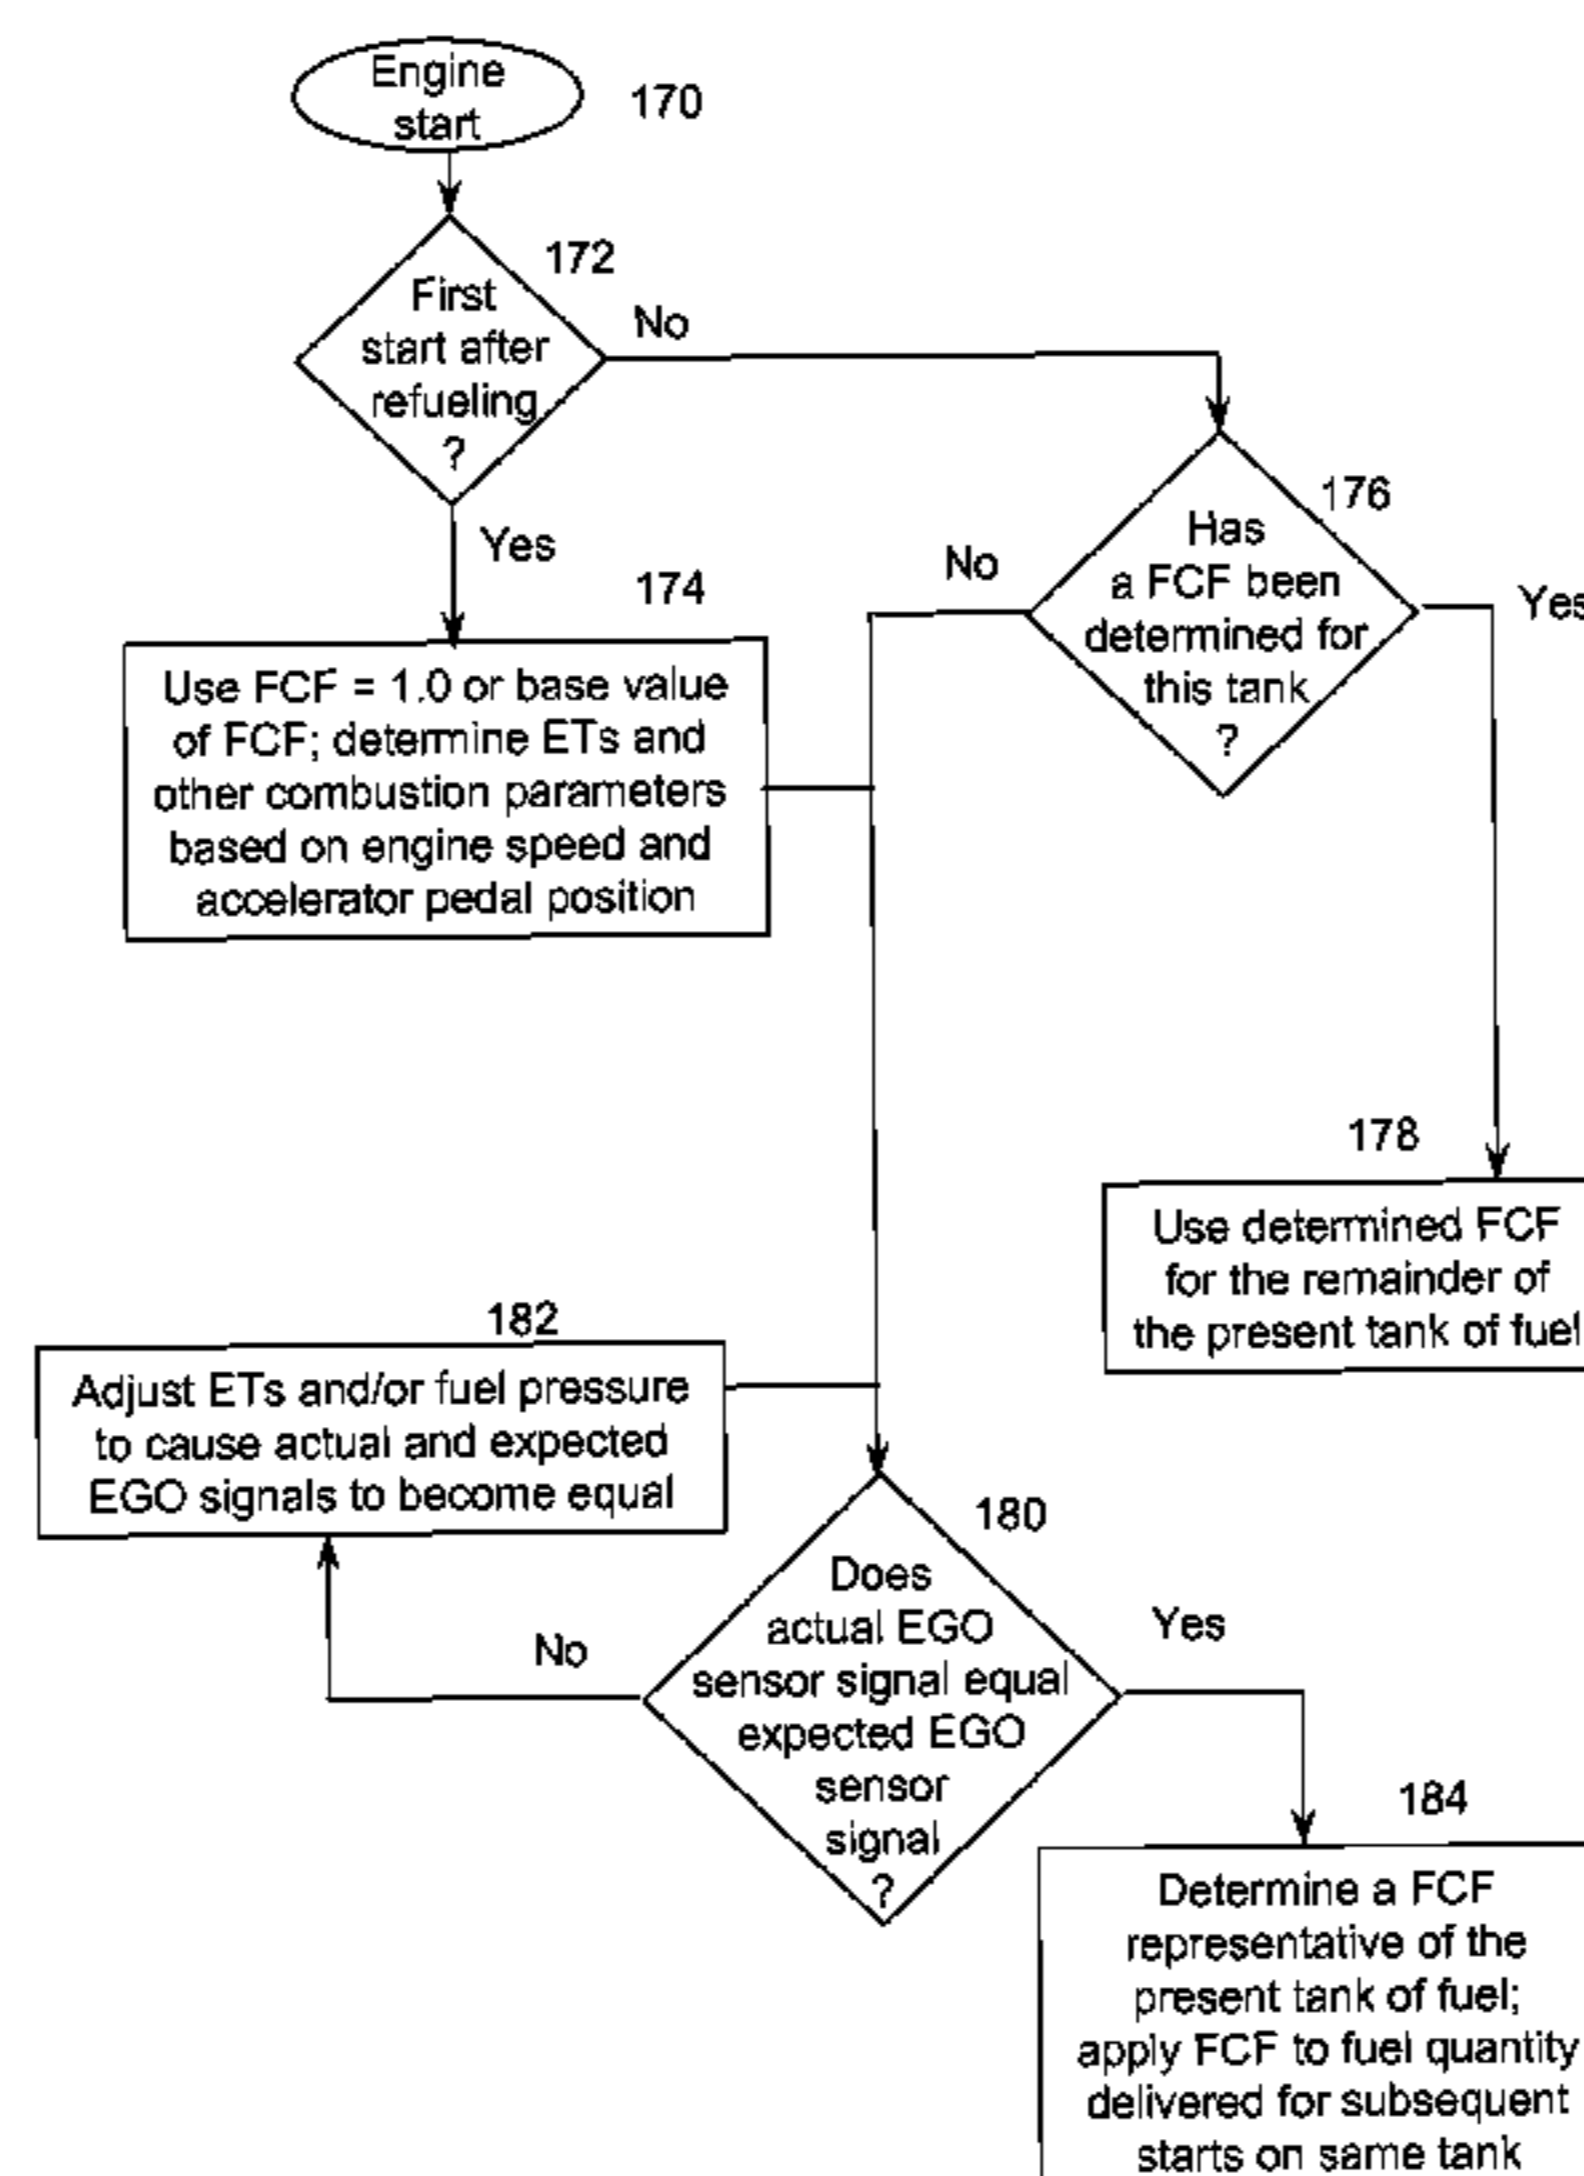 Engine
start
170
172
First
start after
refueling
?
No
Yes
176
Has
a FCF been
determined for
this tank
?
No
Yes
174
Use FCF = 1.0 or base value
of FCF; determine ETs and
other combustion parameters
based on engine speed and
accelerator pedal position
178
Use determined FCF
for the remainder of
the present tank of fuel
182
Adjust ETs and/or fuel pressure
to cause actual and expected
EGO signals to become equal
180
Does
actual EGO
sensor signal equal
expected EGO
sensor
signal
?
No
Yes
184
Determine a FCF
representative of the
present tank of fuel;
apply FCF to fuel quantity
delivered for subsequent
starts on same tank